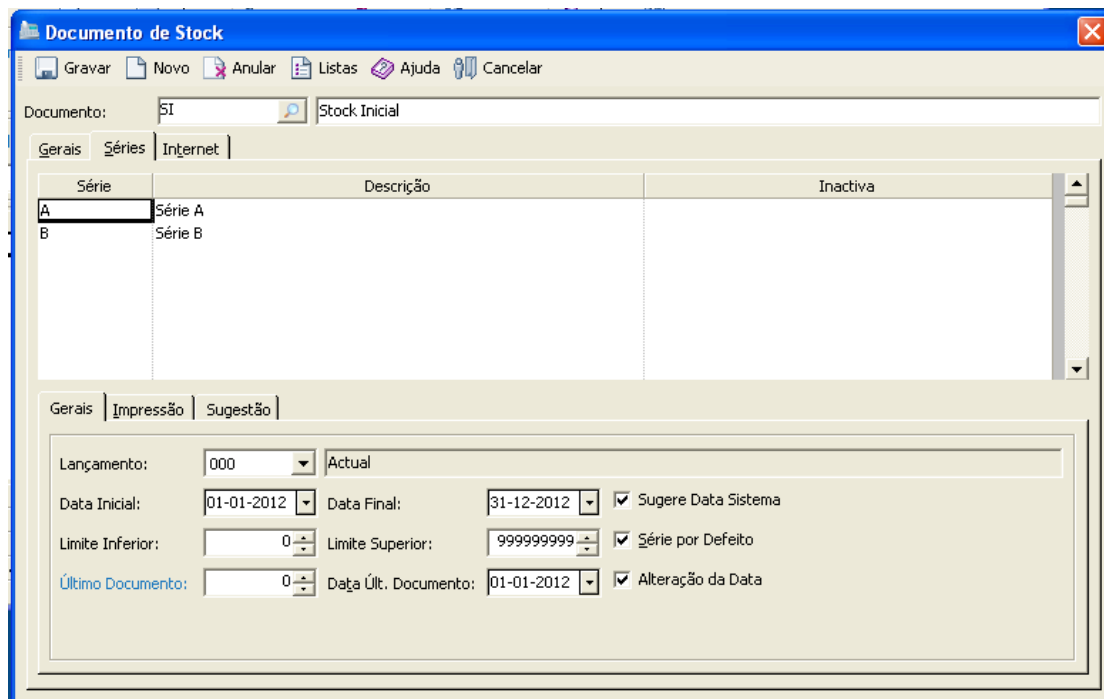 Documento de Stock
Gravar Novo Anular Listas Ajuda Cancelar
Documento: SI Stock Inicial
Gerais Séries Internet
Série Descrição Inactiva
A Série A
B Série B
Gerais Impressão Sugestão
Lançamento: 000 Actual
Data Inicial: 01-01-2012 Data Final: 31-12-2012 Sugere Data Sistema
Limite Inferior: 0 Limite Superior: 999999999 Série por Defeito
Último Documento: 0 Data Últ. Documento: 01-01-2012 Alteração da Data